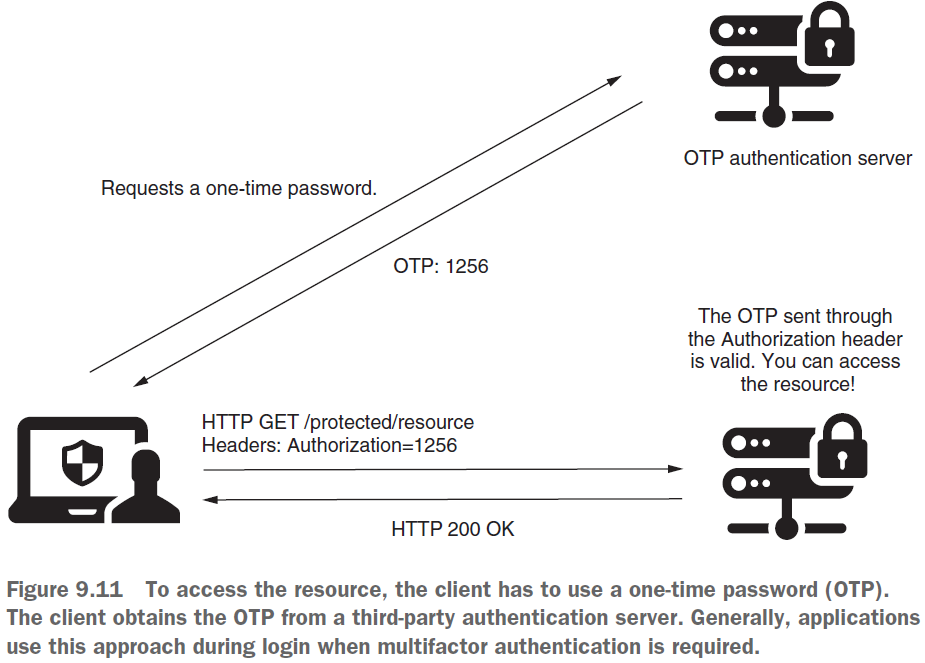 OTP authentication server
Requests a one-time password.
OTP: 1256
The OTP sent through
the Authorization header
is valid. You can access
the resource!
HTTP GET /protected/resource
Headers: Authorization=1256
HTTP 200 OK
Figure 9.11 To access the resource, the client has to use a one-time password (OTP).
The client obtains the OTP from a third-party authentication server. Generally, applications
use this approach during login when multifactor authentication is required.